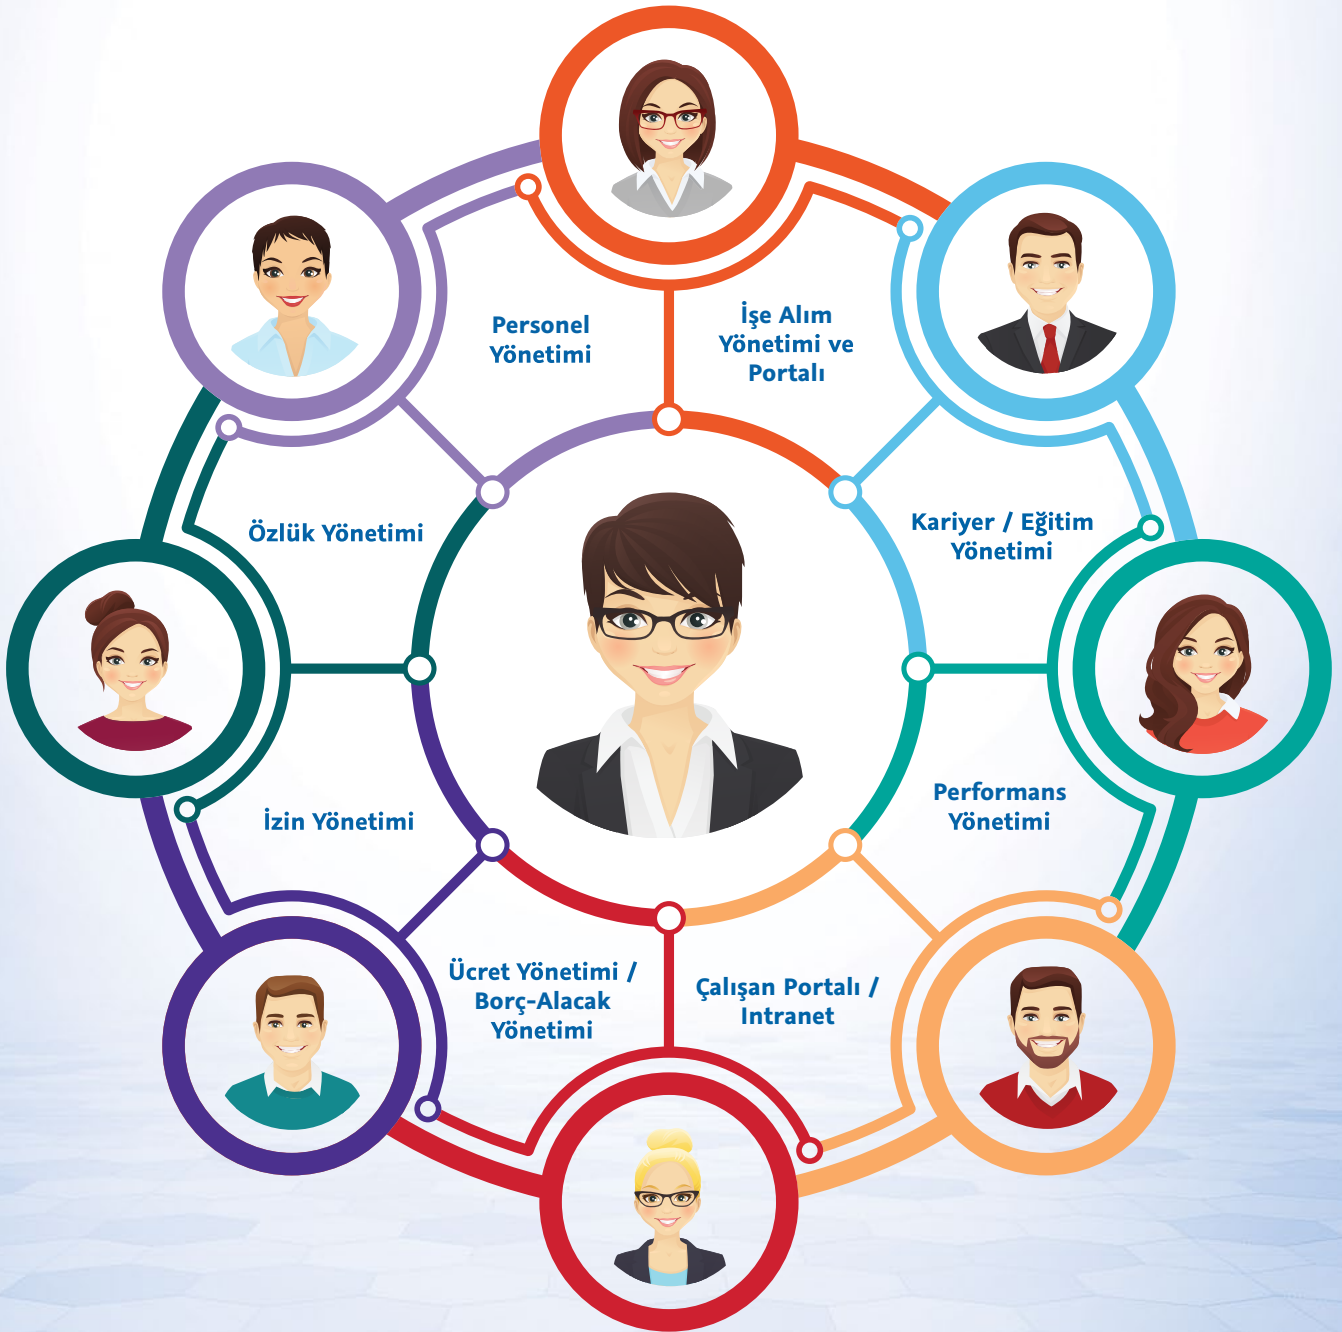 Personel
Yönetimi
İşe Alım
Yönetimi ve
Portalı
Özlük Yönetimi
Kariyer / Eğitim
Yönetimi
İzin Yönetimi
Performans
Yönetimi
Ücret Yönetimi /
Borç-Alacak
Yönetimi
Çalışan Portalı /
Intranet